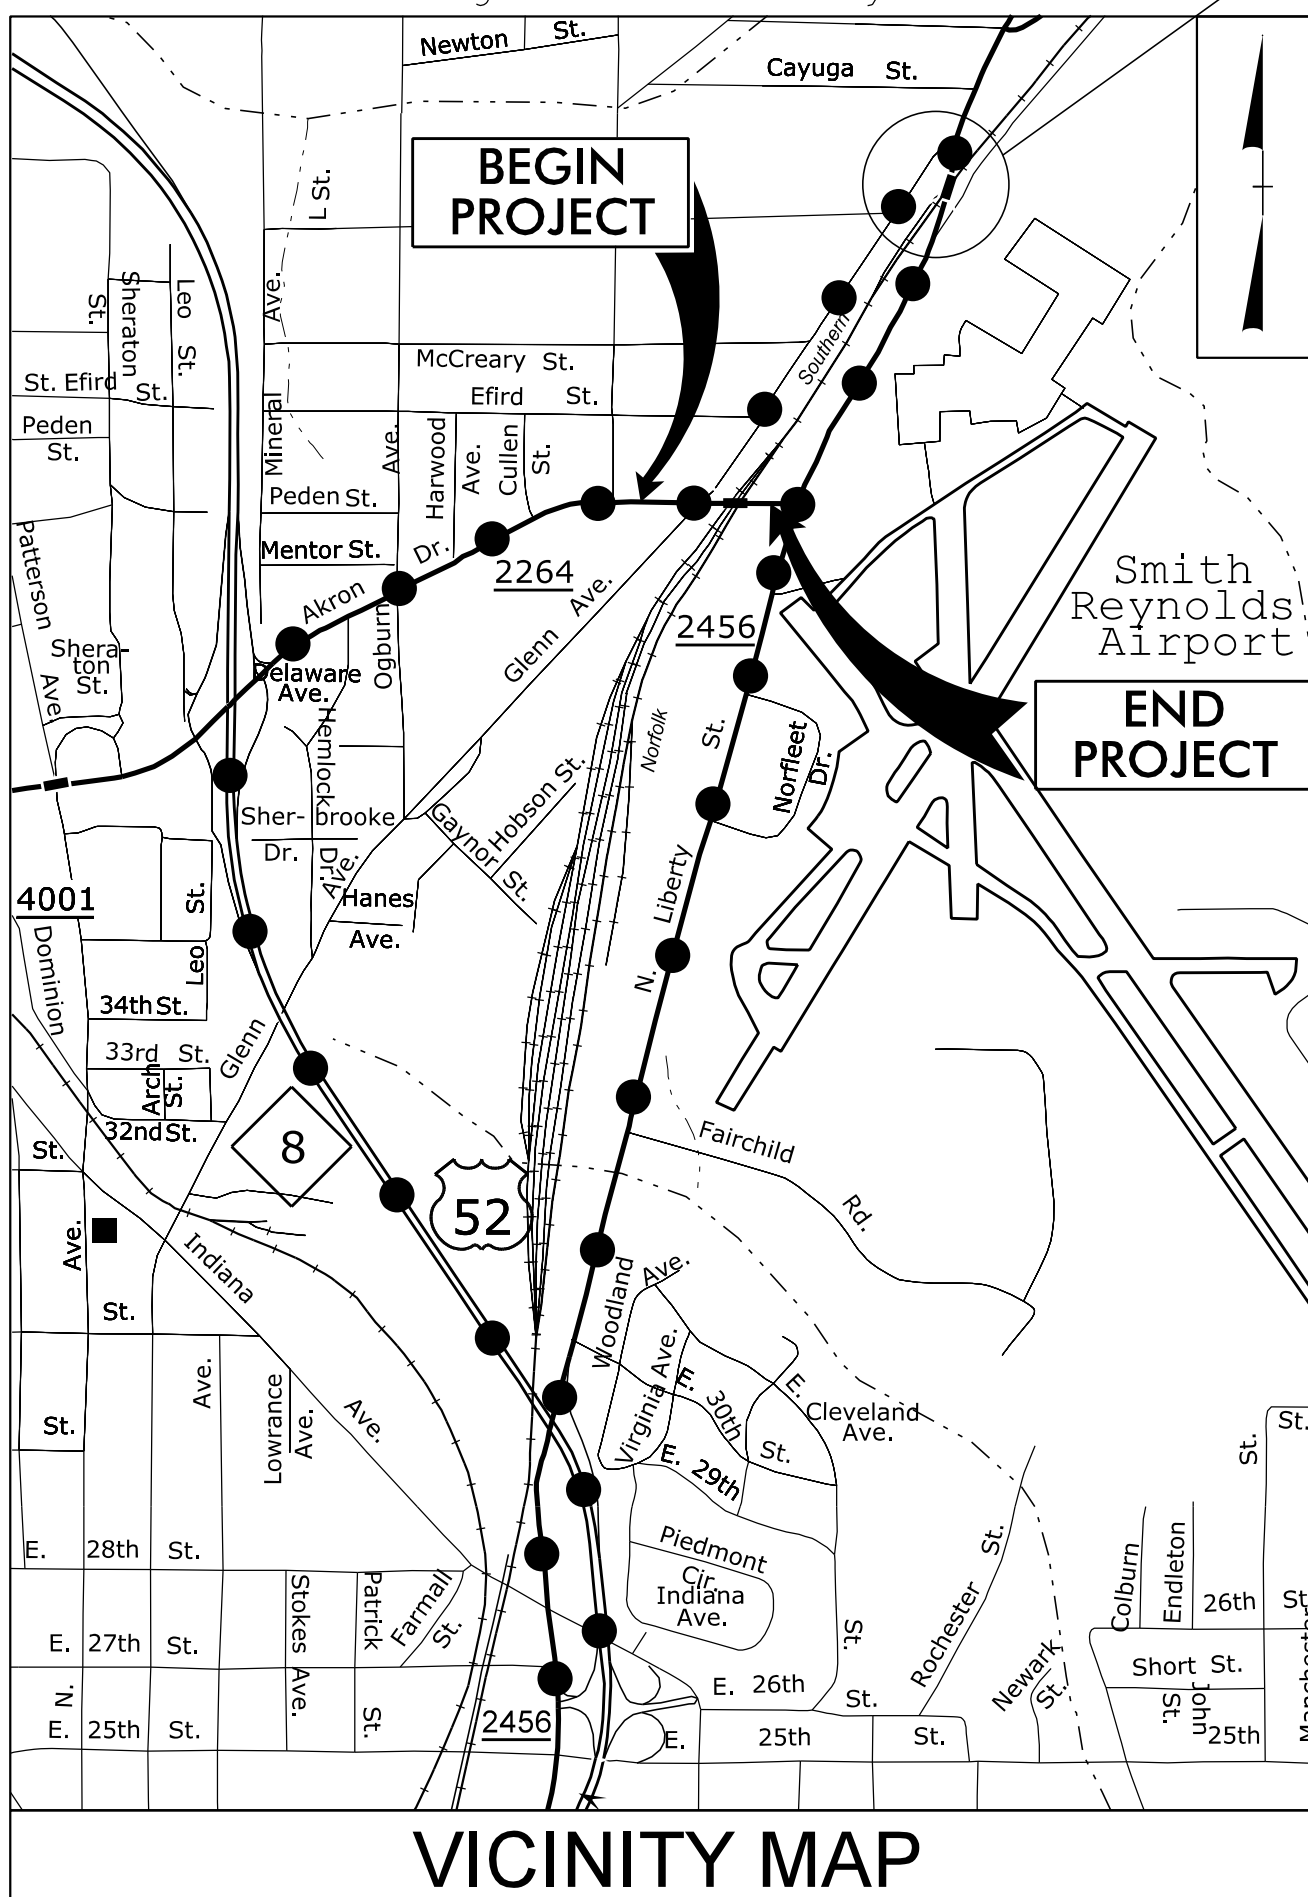 Newton St.
Cayuga St.
BEGIN
PROJECT
L St.
Sheraton
St.
Leo
St.
Ave.
Southern
McCreary St.
Efird St.
St. Efird
St.
Peden
St.
Mineral
Ave.
Harwood
Ave.
Cullen
St.
Peden St.
Mentor St.
Akron
Dr.
2264
Patterson
Ave.
Shera-
ton
St.
Delaware
Ave.
Ogburn
Glenn Ave.
2456
Smith
Reynolds
Airport
END
PROJECT
Norfolk
St.
Norfleet
Dr.
Hemlock
Dr.
Sher- brooke
Dr.
Ave.
Gaynor
St.
Hobson St.
Hanes
Ave.
4001
Dominion
St.
Leo
34th St.
33rd St.
Arch
St.
32nd St.
Glenn
Liberty
N.
8
52
Fairchild
Rd.
St.
Ave.
St.
Indiana
Ave.
Woodland
Ave.
Virginia Ave.
E.
30th
St.
E.
Cleveland
Ave.
E. 29th
St.
Ave.
Lowrance
Ave.
St.
St.
E. 28th St.
Stokes
Ave.
Patrick
St.
Farmall
St.
Piedmont
Cir.
Indiana
Ave.
St.
Rochester
St.
Newark
St.
Colburn
Endleton
26th St.
Manchester
E. 27th St.
Short St.
John
St.
N.
E. 26th St.
E. 25th St.
2456
E. 25th St.
25th
VICINITY MAP